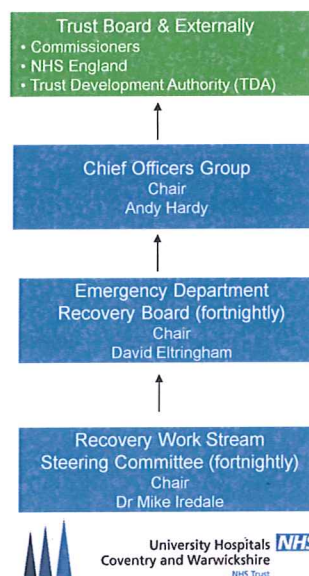 Trust Board & Externally
• Commissioners
• NHS England
• Trust Development Authority (TDA)
Chief Officers Group
Chair
Andy Hardy
Emergency Department
Recovery Board (fortnightly)
Chair
David Eltringham
Recovery Work Stream
Steering Committee (fortnightly)
Chair
Dr Mike Iredale
University Hospitals NHS
Coventry and Warwickshire
NHS Trust